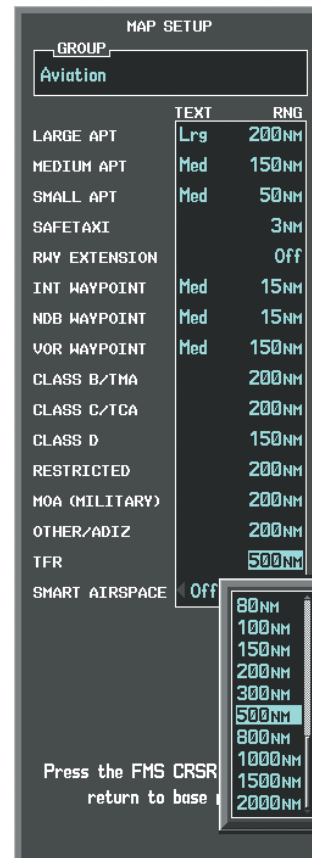 MAP SETUP
GROUP
Aviation
TEXT RNG
LARGE APT Lrg 200NM
MEDIUM APT Med 150NM
SMALL APT Med 50NM
SAFETAXI 3NM
RWY EXTENSION Off
INT WAYPOINT Med 15NM
NDB WAYPOINT Med 15NM
VOR WAYPOINT Med 150NM
CLASS B/TMA 200NM
CLASS C/TCA 200NM
CLASS D 150NM
RESTRICTED 200NM
MOA (MILITARY) 200NM
OTHER/ADIZ 200NM
TFR 500NM
SMART AIRSPACE Off
80NM
100NM
150NM
200NM
300NM
500NM
800NM
1000NM
1500NM
2000NM
Press the FMS CRSR
return to base